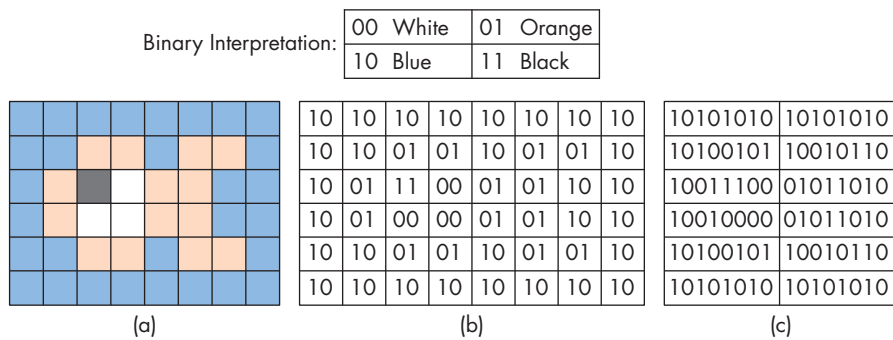 Binary Interpretation:
00 White 01 Orange
10 Blue 11 Black
10 10 10 10 10 10 10 10 10101010 10101010
10 10 01 01 10 01 01 10 10100101 10010110
10 01 11 00 01 01 10 10 10011100 01011010
10 01 00 00 01 01 10 10 10010000 01011010
10 10 01 01 10 01 01 10 10100101 10010110
10 10 10 10 10 10 10 10 10101010 10101010
(a) (b) (c)